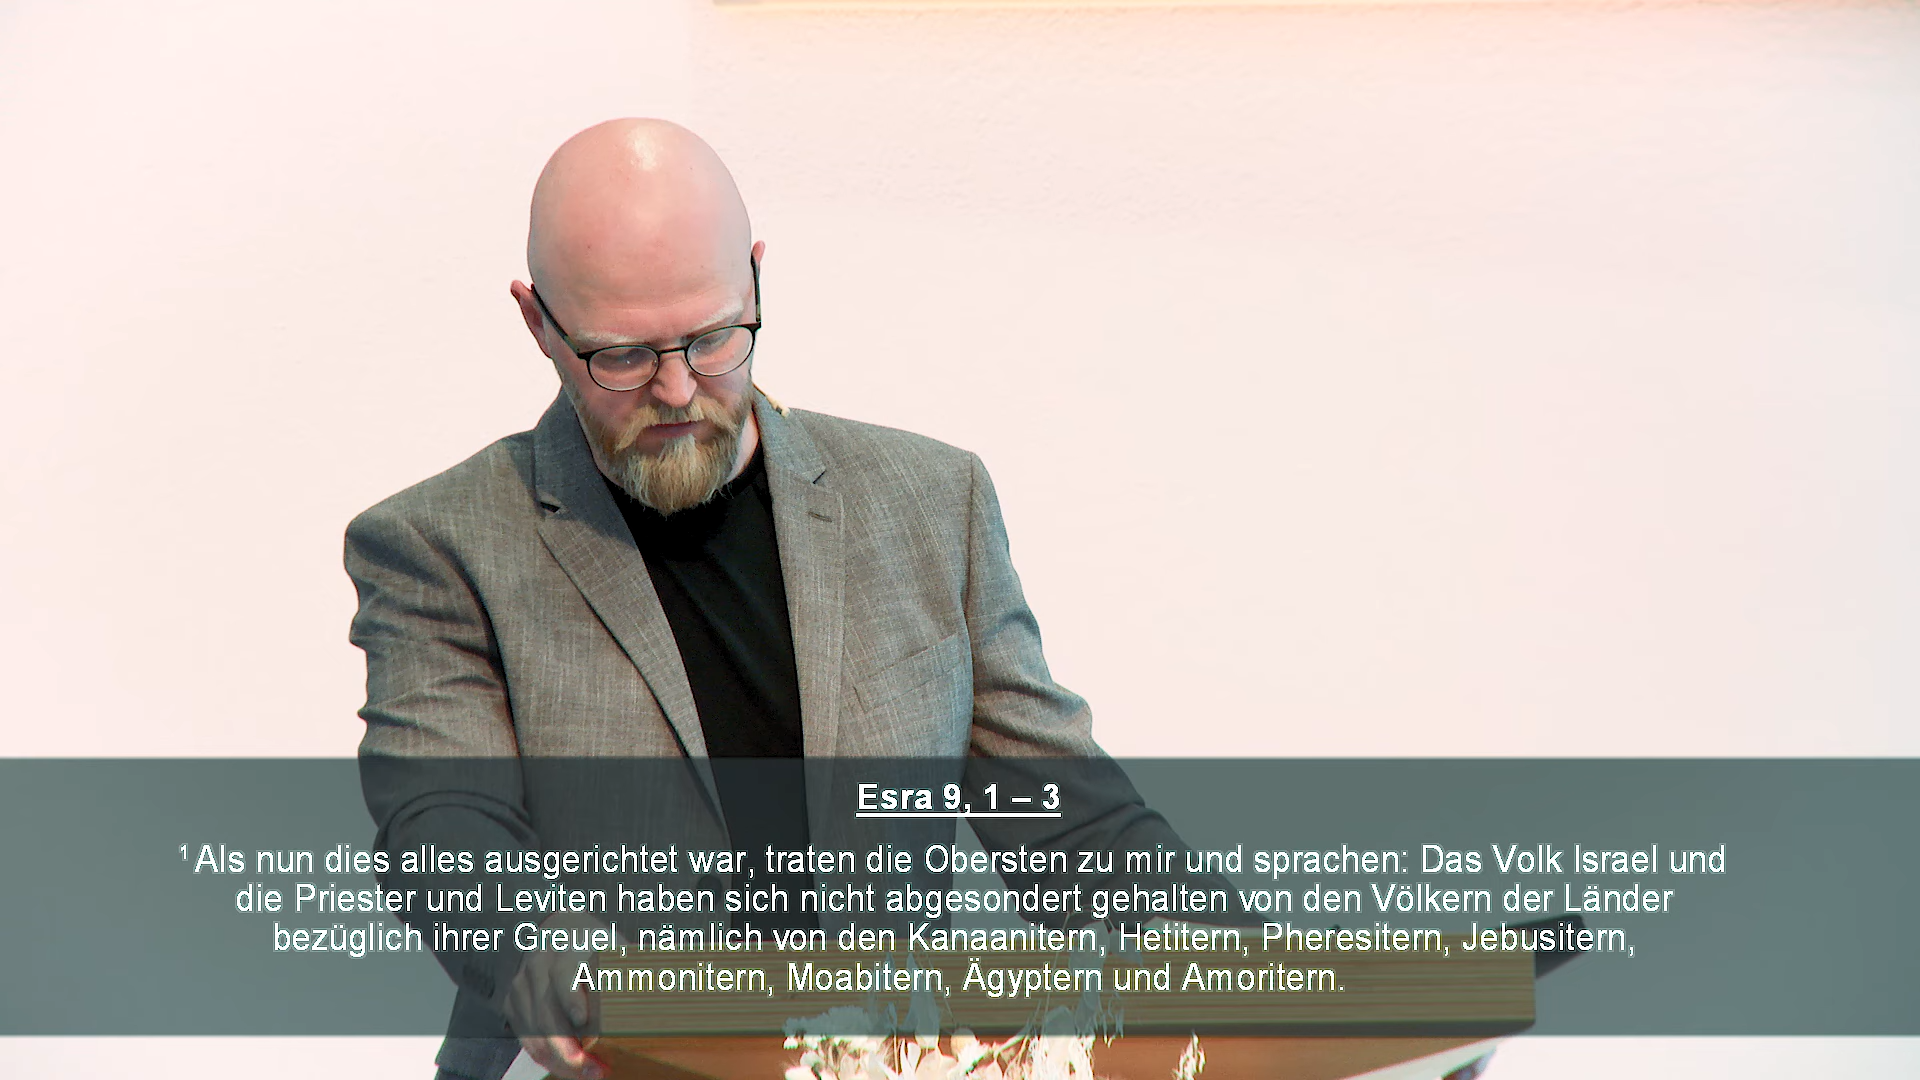 Esra 9, 1 – 3
¹ Als nun dies alles ausgerichtet war, traten die Obersten zu mir und sprachen: Das Volk Israel und
die Priester und Leviten haben sich nicht abgesondert gehalten von den Völkern der Länder
bezüglich ihrer Greuel, nämlich von den Kanaanitern, Hetitern, Pheresitern, Jebusitern,
Ammonitern, Moabitern, Ägyptern und Amoritern.